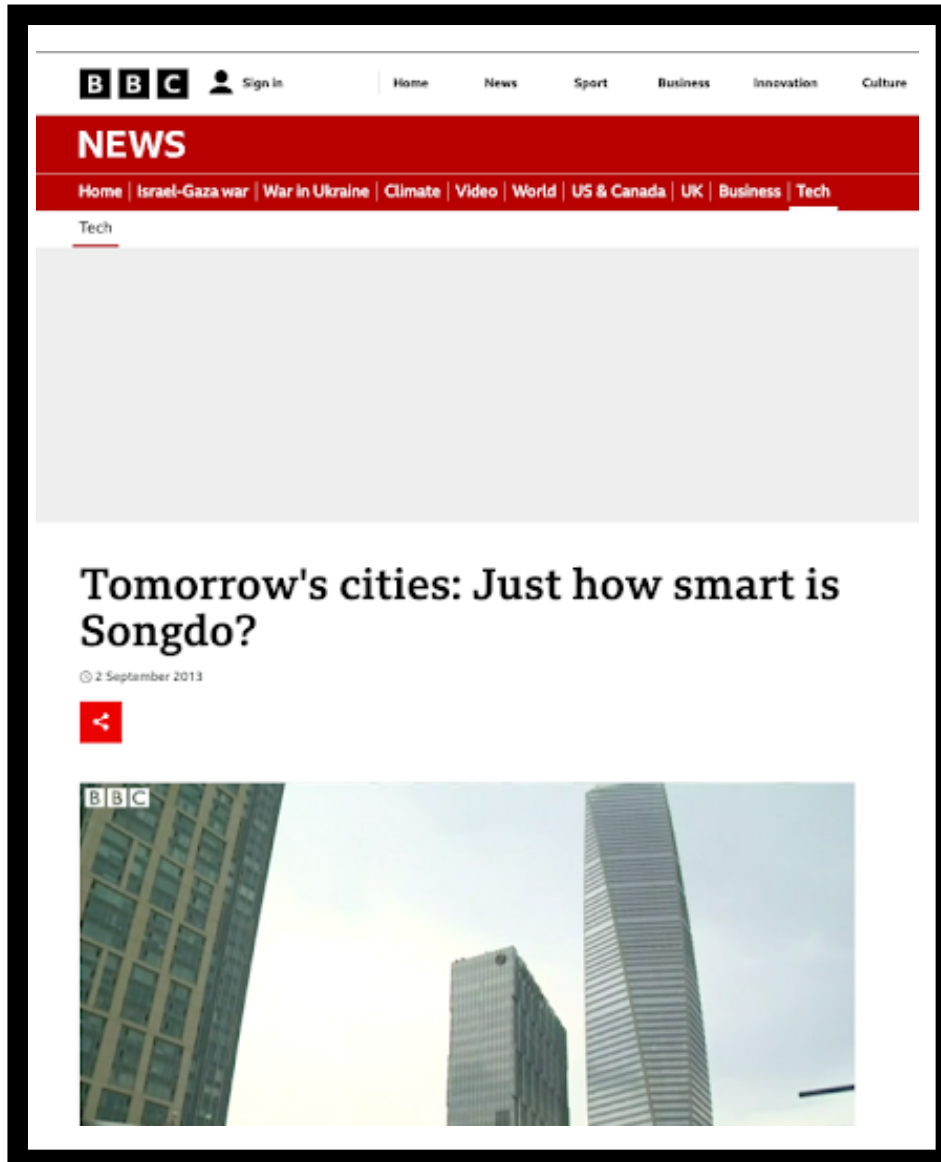 BBC Sign in Home News Sport Business Innovation Culture
NEWS
Home Israel-Gaza war War in Ukraine Climate Video World US & Canada UK Business Tech
Tech
Tomorrow's cities: Just how smart is
Songdo?
2 September 2013
BBC